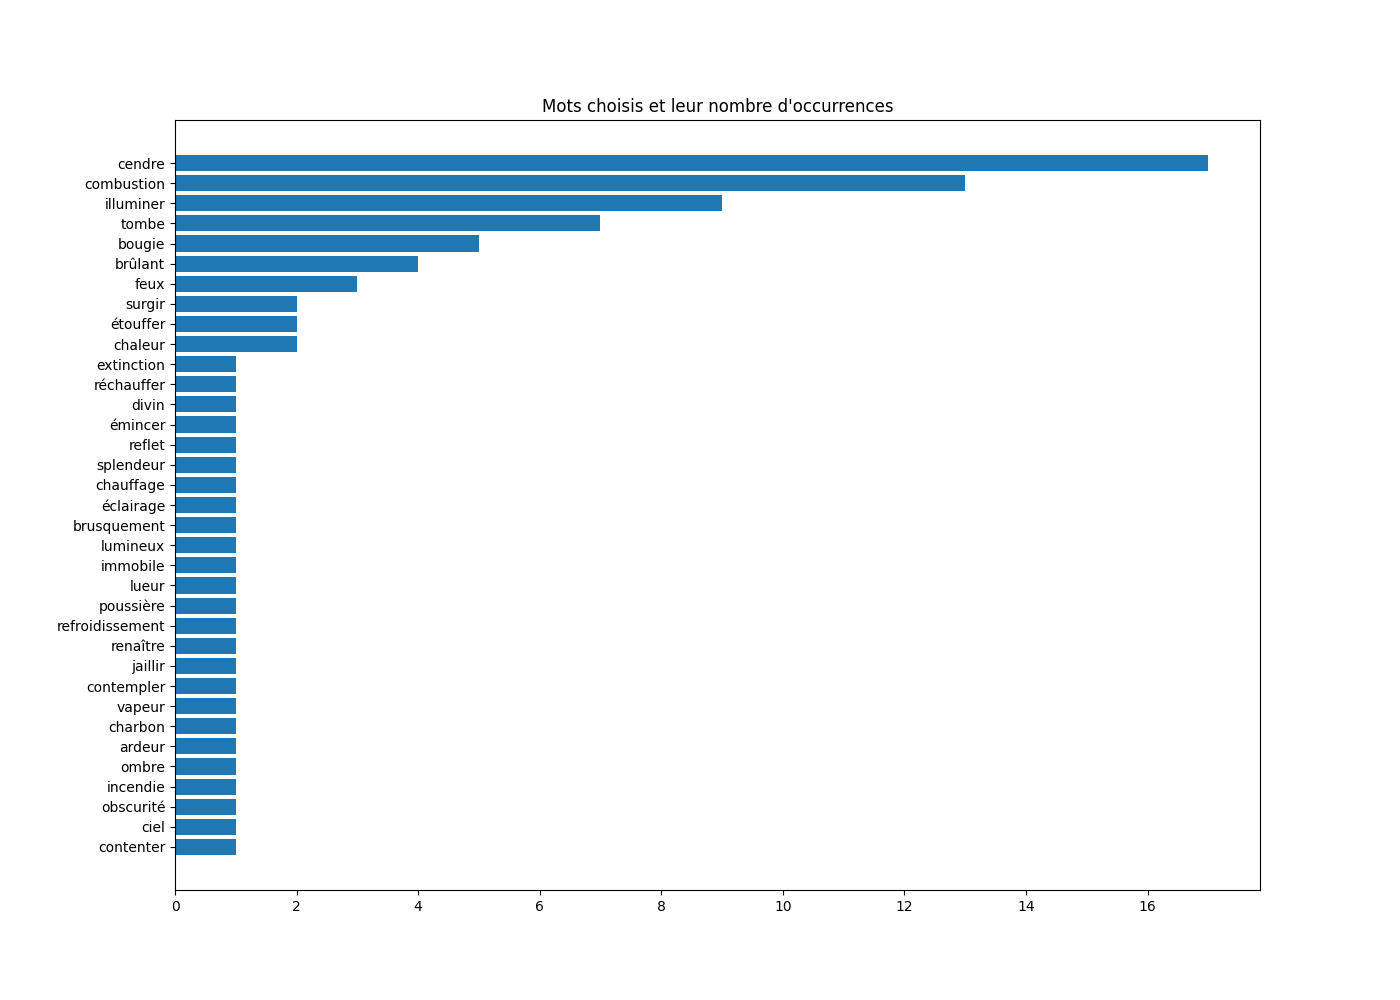 Mots choisis et leur nombre d'occurrences
cendre
combustion
illuminer
tombe
bougie
brûlant
feux
surgir
étouffer
chaleur
extinction
réchauffer
divin
émincer
reflet
splendeur
chauffage
éclairage
brusquement
lumineux
immobile
lueur
poussière
refroidissement
renaître
jaillir
contempler
vapeur
charbon
ardeur
ombre
incendie
obscurité
ciel
contenter
0 2 4 6 8 10 12 14 16